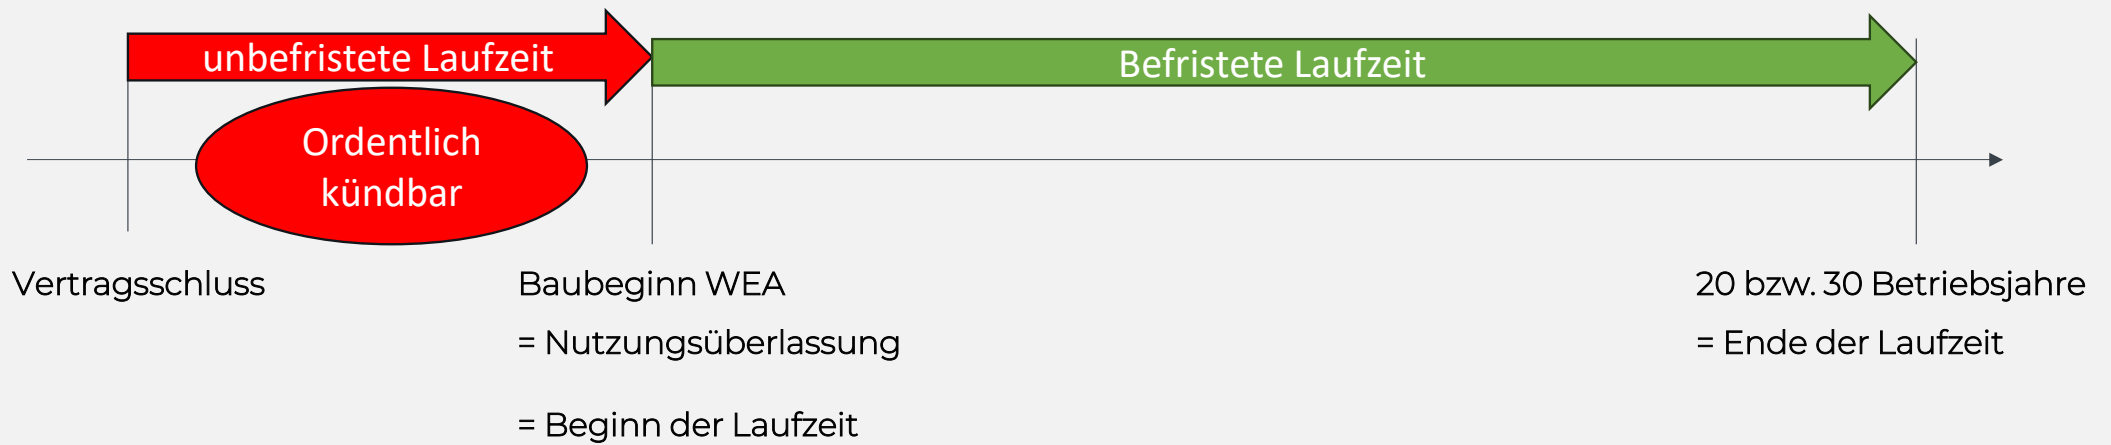 unbefristete Laufzeit
Befristete Laufzeit
Ordentlich
kündbar
Vertragsschluss
Baubeginn WEA
= Nutzungsüberlassung
= Beginn der Laufzeit
20 bzw. 30 Betriebsjahre
= Ende der Laufzeit